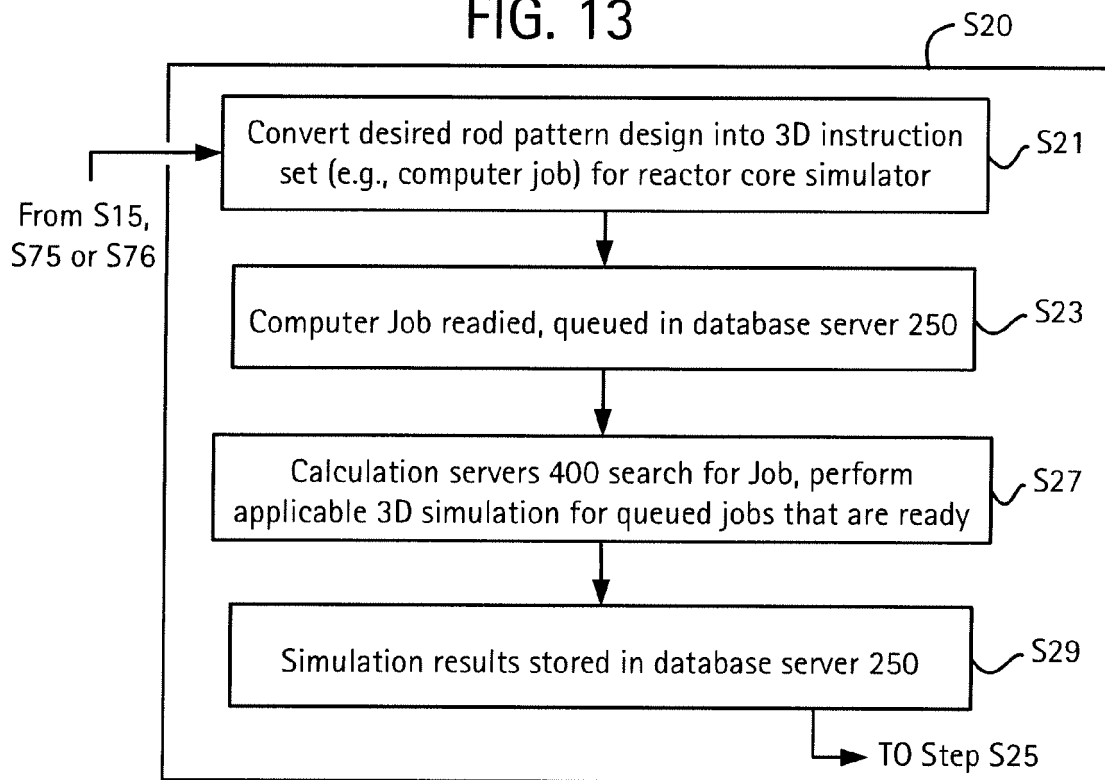 FIG. 13
S20
Convert desired rod pattern design into 3D instruction
set (e.g., computer job) for reactor core simulator
S21
From S15,
S75 or S76
Computer Job readied, queued in database server 250
S23
Calculation servers 400 search for Job, perform
applicable 3D simulation for queued jobs that are ready
S27
Simulation results stored in database server 250
S29
TO Step S25